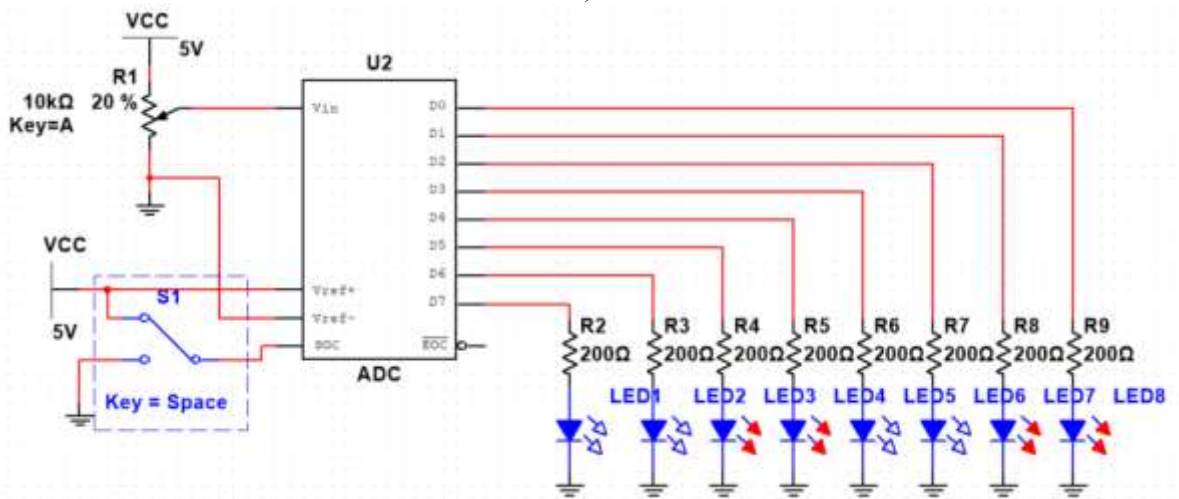 VCC
5V
R1
10kΩ 20 %
Key=A
U2
Vin
D0
D1
D2
D3
D4
D5
D6
D7
VCC
5V
S1
Vref+
Vref-
SOC
EOC
ADC
Key = Space
R2 R3 R4 R5 R6 R7 R8 R9
200Ω 200Ω 200Ω 200Ω 200Ω 200Ω 200Ω 200Ω
LED1 LED2 LED3 LED4 LED5 LED6 LED7 LED8